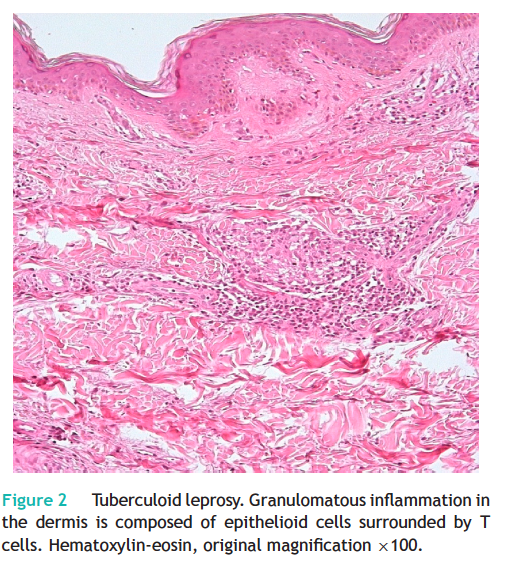 Figure 2 Tuberculoid leprosy. Granulomatous inflammation in
the dermis is composed of epithelioid cells surrounded by T
cells. Hematoxylin-eosin, original magnification ×100.